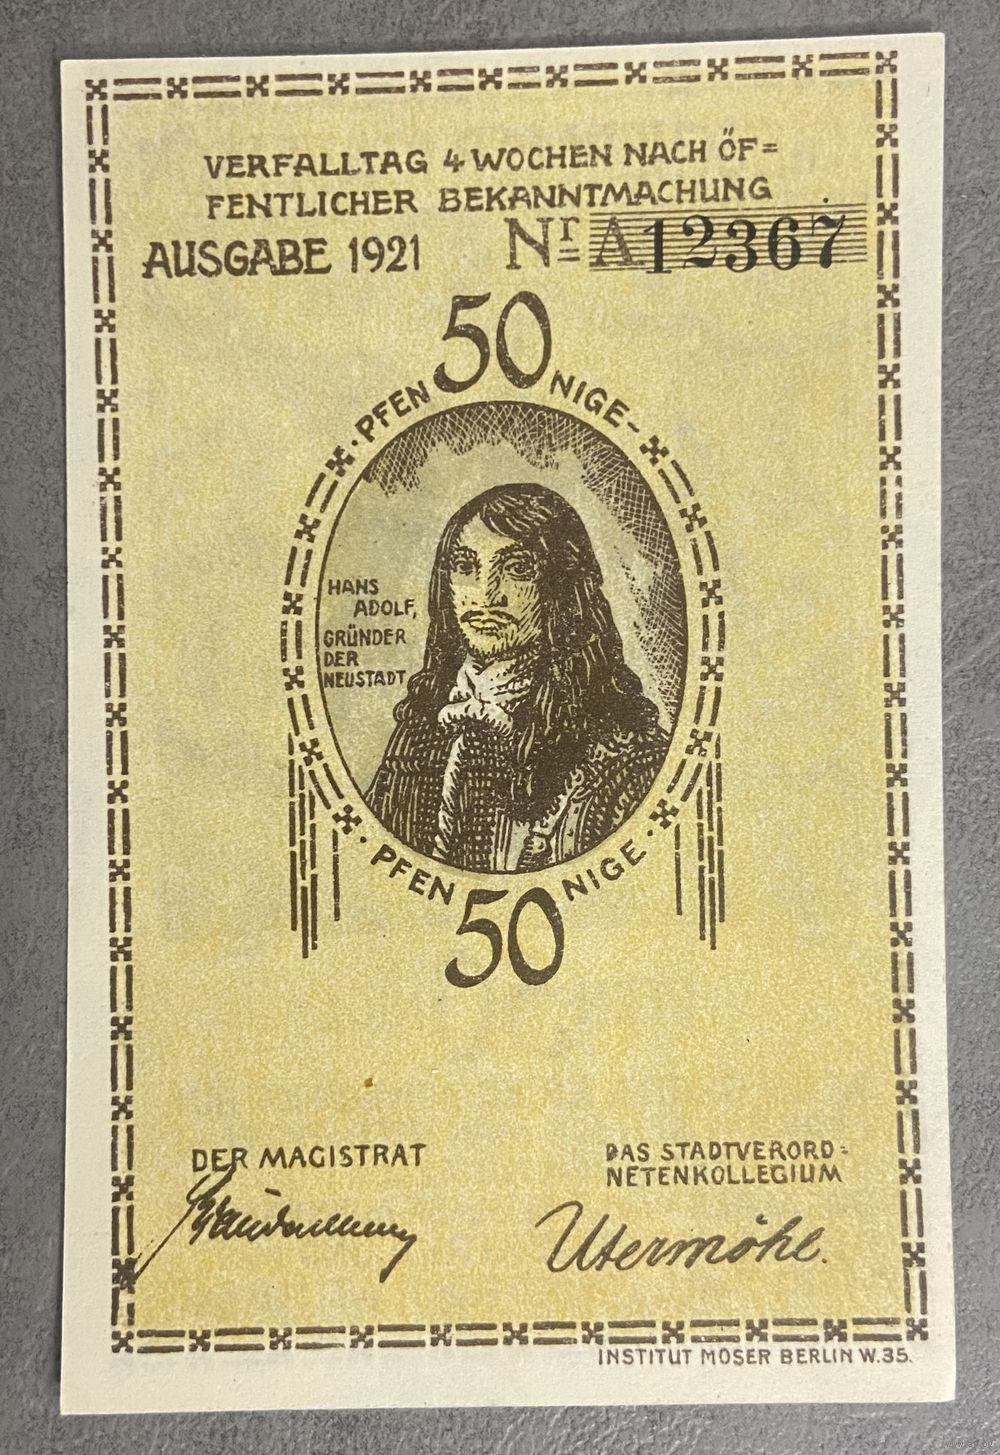 VERFALLTAG 4 WOCHEN NACH ÖF=
FENTLICHER BEKANNTMACHUNG
AUSGABE 1921 Nr A12367
50
PFEN NIGE
HANS
ADOLF,
GRÜNDER
DER
NEUSTADT
PFEN NIGE
50
DER MAGISTRAT
DAS STADTVERORD=
NETENKOLLEGIUM
Utermöhl.
INSTITUT MOSER BERLIN W.35.